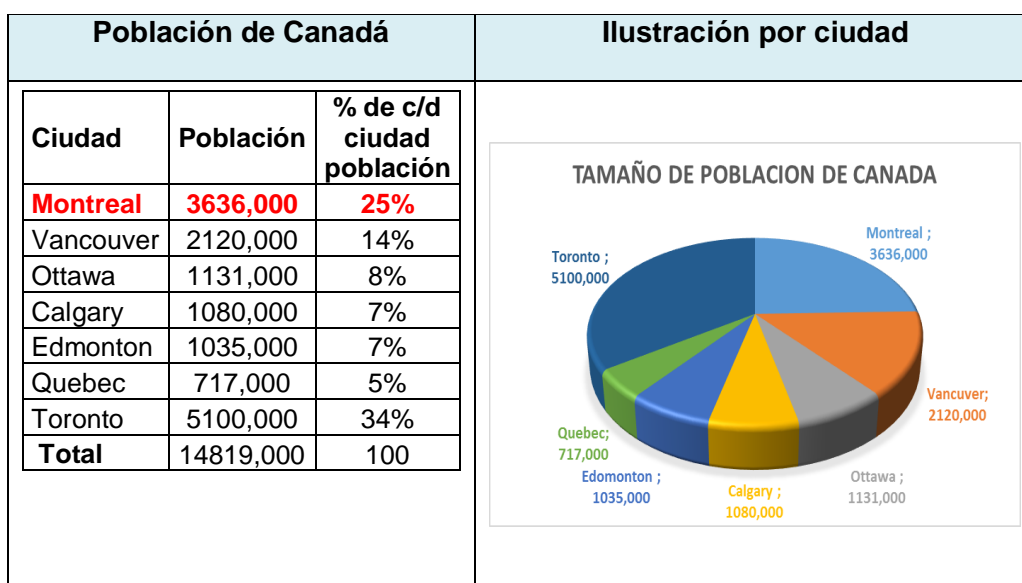 Población de Canadá
Ilustración por ciudad
Ciudad Población % de c/d
ciudad
población
Montreal 3636,000 25%
Vancouver 2120,000 14%
Ottawa 1131,000 8%
Calgary 1080,000 7%
Edmonton 1035,000 7%
Quebec 717,000 5%
Toronto 5100,000 34%
Total 14819,000 100
TAMAÑO DE POBLACION DE CANADA
Montreal ;
3636,000
Toronto ;
5100,000
Vancuver;
2120,000
Quebec;
717,000
Edomonton ;
1035,000
Calgary ;
1080,000
Ottawa ;
1131,000